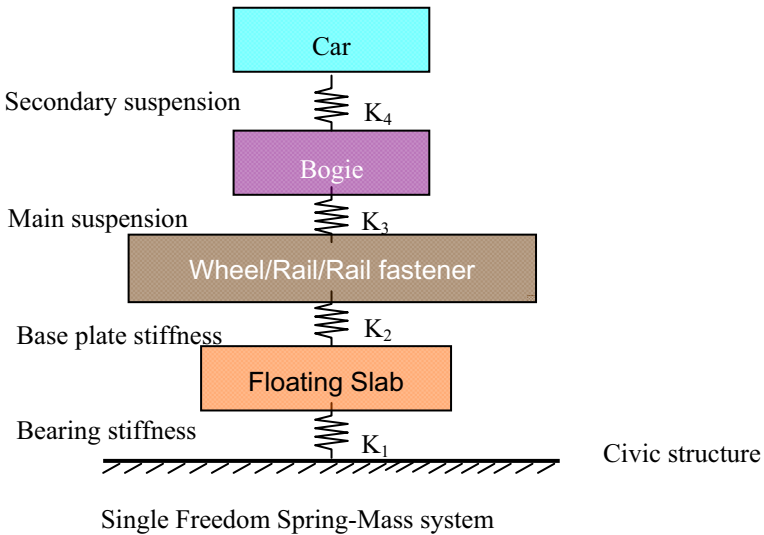 Car
Secondary suspension
K₄
Bogie
Main suspension
K₃
Wheel/Rail/Rail fastener
Base plate stiffness
K₂
Floating Slab
Bearing stiffness
K₁
Civic structure
Single Freedom Spring-Mass system